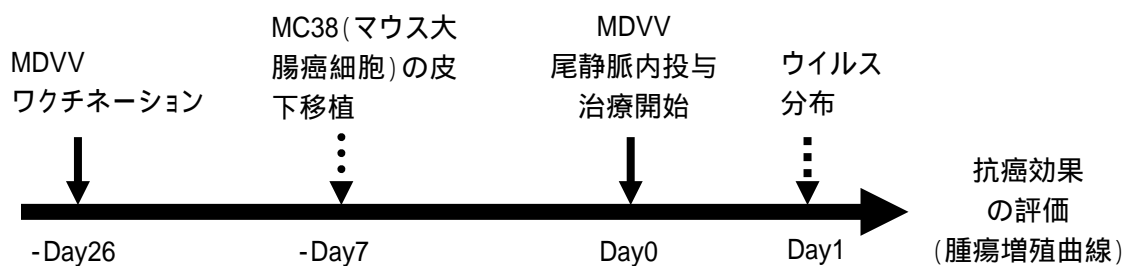 MDVV
ワクチネーション
MC38(マウス大
腸癌細胞)の皮
下移植
MDVV
尾静脈内投与
治療開始
ウイルス
分布
抗癌効果
の評価
(腫瘍増殖曲線)
-Day26
-Day7
Day0
Day1